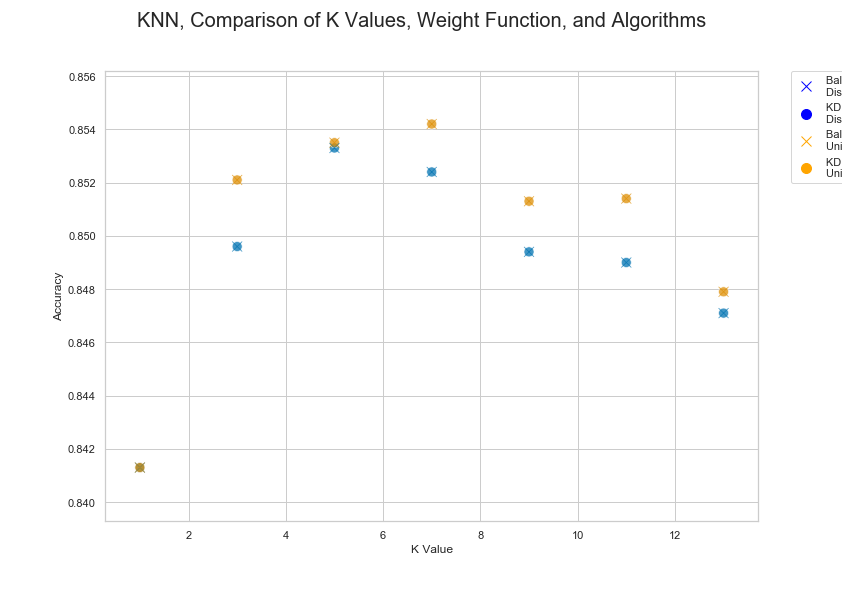 KNN, Comparison of K Values, Weight Function, and Algorithms
0.856
0.854
0.852
0.850
0.848
0.846
0.844
0.842
0.840
Accuracy
2 4 6 8 10 12
K Value
Bal
Dis
KD
Dis
Bal
Uni
KD
Uni